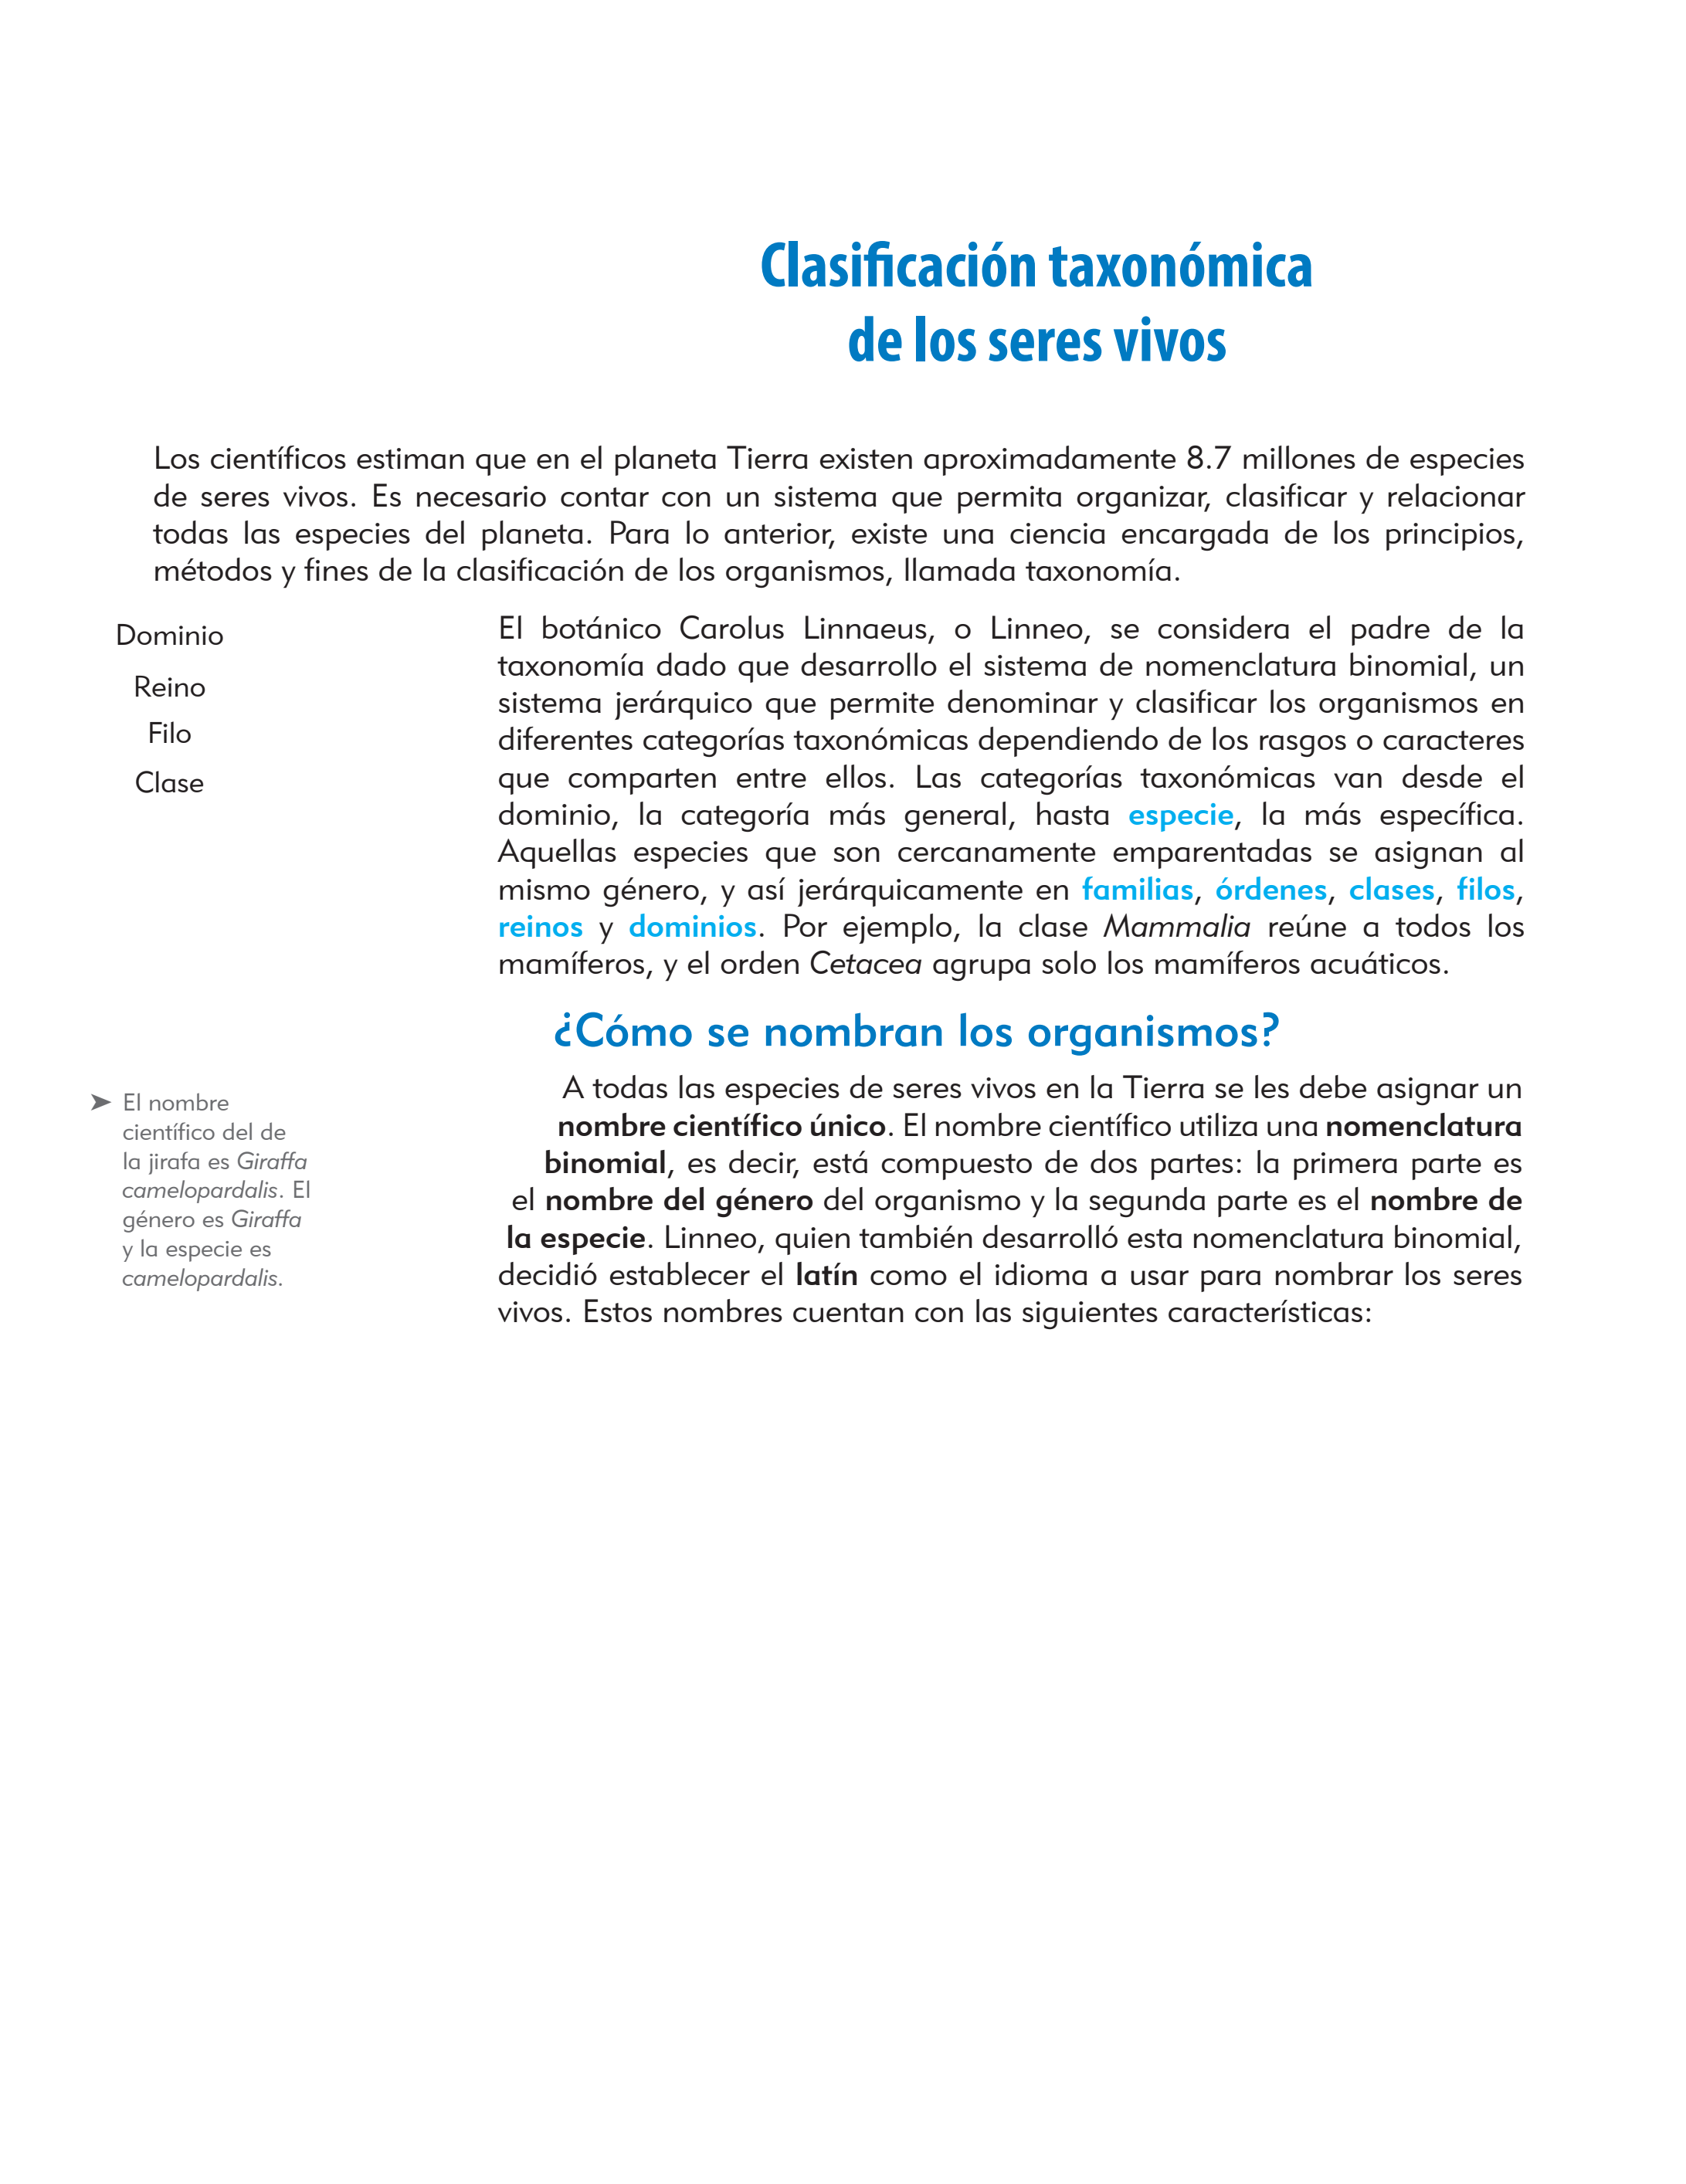 Clasificación taxonómica
de los seres vivos
Los científicos estiman que en el planeta Tierra existen aproximadamente 8.7 millones de especies
de seres vivos. Es necesario contar con un sistema que permita organizar, clasificar y relacionar
todas las especies del planeta. Para lo anterior, existe una ciencia encargada de los principios,
métodos y fines de la clasificación de los organismos, llamada taxonomía.
Dominio
Reino
Filo
Clase
El botánico Carolus Linnaeus, o Linneo, se considera el padre de la
taxonomía dado que desarrollo el sistema de nomenclatura binomial, un
sistema jerárquico que permite denominar y clasificar los organismos en
diferentes categorías taxonómicas dependiendo de los rasgos o caracteres
que comparten entre ellos. Las categorías taxonómicas van desde el
dominio, la categoría más general, hasta especie, la más específica.
Aquellas especies que son cercanamente emparentadas se asignan al
mismo género, y así jerárquicamente en familias, órdenes, clases, filos,
reinos y dominios. Por ejemplo, la clase Mammalia reúne a todos los
mamíferos, y el orden Cetacea agrupa solo los mamíferos acuáticos.
¿Cómo se nombran los organismos?
A todas las especies de seres vivos en la Tierra se les debe asignar un
nombre científico único. El nombre científico utiliza una nomenclatura
binomial, es decir, está compuesto de dos partes: la primera parte es
el nombre del género del organismo y la segunda parte es el nombre de
la especie. Linneo, quien también desarrolló esta nomenclatura binomial,
decidió establecer el latín como el idioma a usar para nombrar los seres
vivos. Estos nombres cuentan con las siguientes características:
➤ El nombre
científico del de
la jirafa es Giraffa
camelopardalis. El
género es Giraffa
y la especie es
camelopardalis.